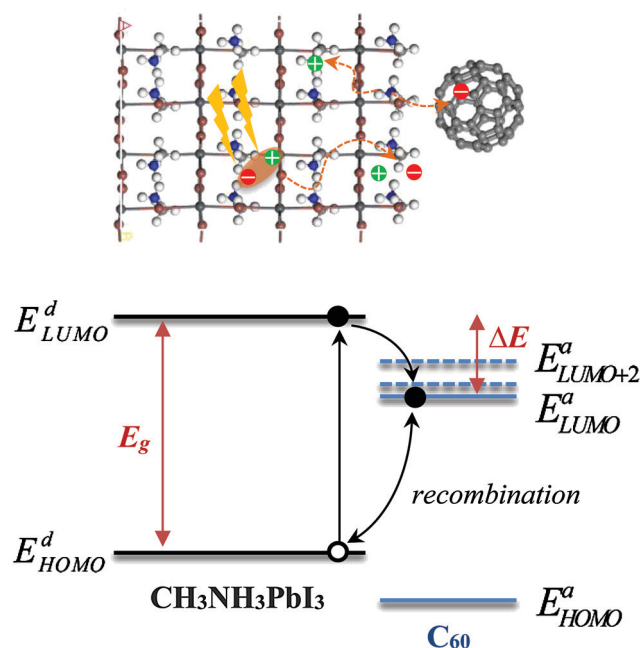 +
−
+
−
+
−
E^d_LUMO
ΔE
E^a_LUMO+2
E^a_LUMO
E_g
recombination
E^d_HOMO
CH₃NH₃PbI₃
E^a_HOMO
C₆₀